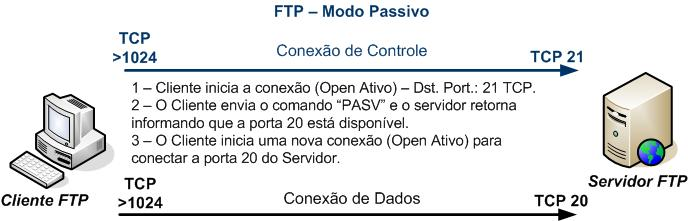 FTP – Modo Passivo
TCP
>1024
Conexão de Controle
TCP 21
1 – Cliente inicia a conexão (Open Ativo) – Dst. Port.: 21 TCP.
2 – O Cliente envia o comando “PASV” e o servidor retorna
informando que a porta 20 está disponível.
3 – O Cliente inicia uma nova conexão (Open Ativo) para
conectar a porta 20 do Servidor.
Cliente FTP
Servidor FTP
TCP
>1024
Conexão de Dados
TCP 20